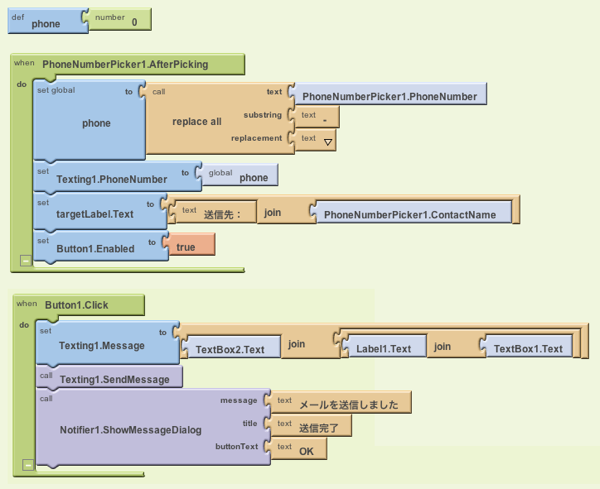 def phone number 0
when PhoneNumberPicker1.AfterPicking
do set global to call text PhoneNumberPicker1.PhoneNumber
phone replace all substring text -
replacement text
set Texting1.PhoneNumber to global phone
set targetLabel.Text to text 送信先： join PhoneNumberPicker1.ContactName
set Button1.Enabled to true
when Button1.Click
do set Texting1.Message to TextBox2.Text join Label1.Text join TextBox1.Text
call Texting1.SendMessage
call message text メールを送信しました
Notifier1.ShowMessageDialog title text 送信完了
buttonText text OK